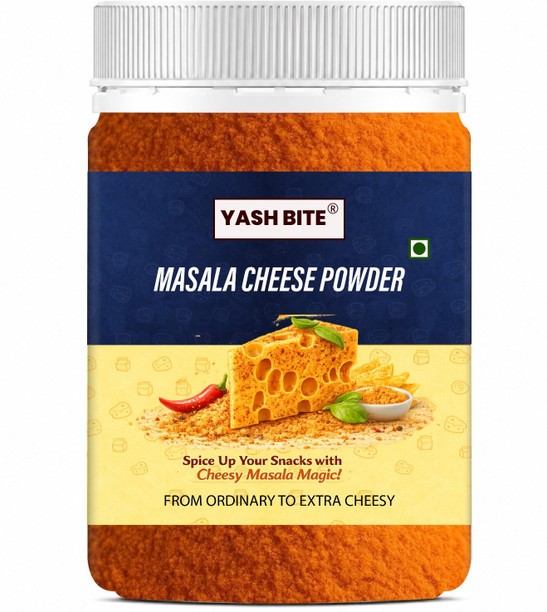 YASH BITE®
MASALA CHEESE POWDER
Spice Up Your Snacks with
Cheesy Masala Magic!
FROM ORDINARY TO EXTRA CHEESY